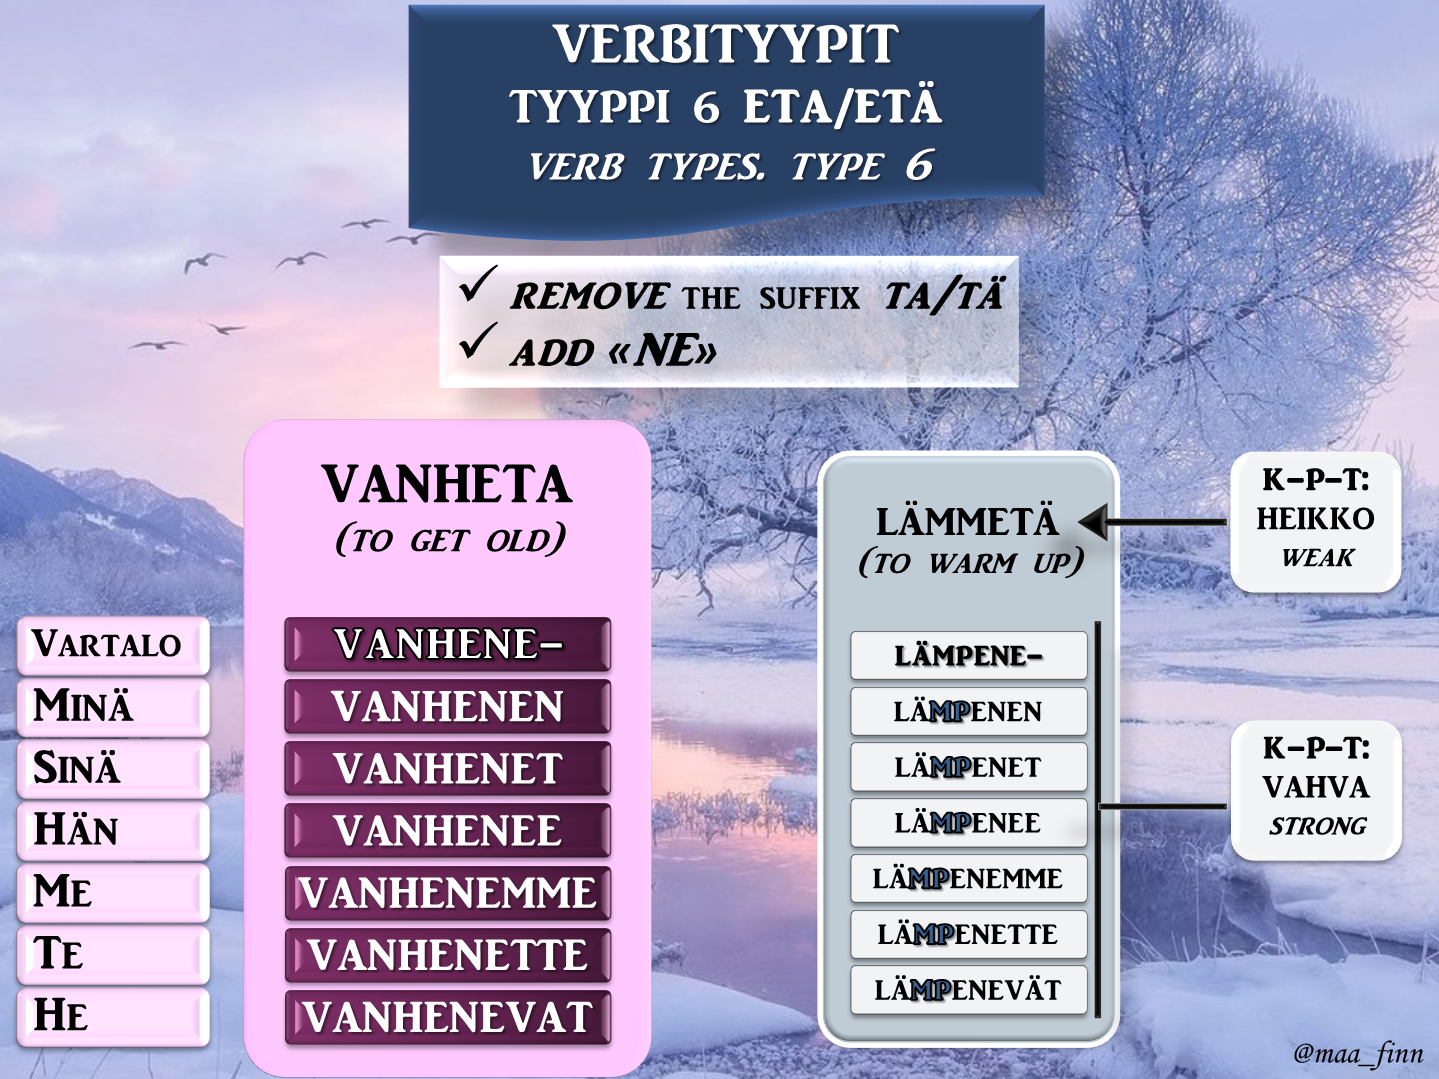 VERBITYYPIT
TYYPPI 6 ETA/ETÄ
VERB TYPES. TYPE 6
✓ REMOVE THE SUFFIX TA/TÄ
✓ ADD «NE»
VANHETA
(TO GET OLD)
LÄMMETÄ
(TO WARM UP)
K-P-T:
HEIKKO
WEAK
VARTALO
VANHENE-
LÄMPENE-
MINÄ
VANHENEN
LÄMPENEN
SINÄ
VANHENET
LÄMPENET
HÄN
VANHENEE
LÄMPENEE
ME
VANHENEMME
LÄMPENEMME
TE
VANHENETTE
LÄMPENETTE
HE
VANHENEVAT
LÄMPENEVÄT
K-P-T:
VAHVA
STRONG
@maa_finn